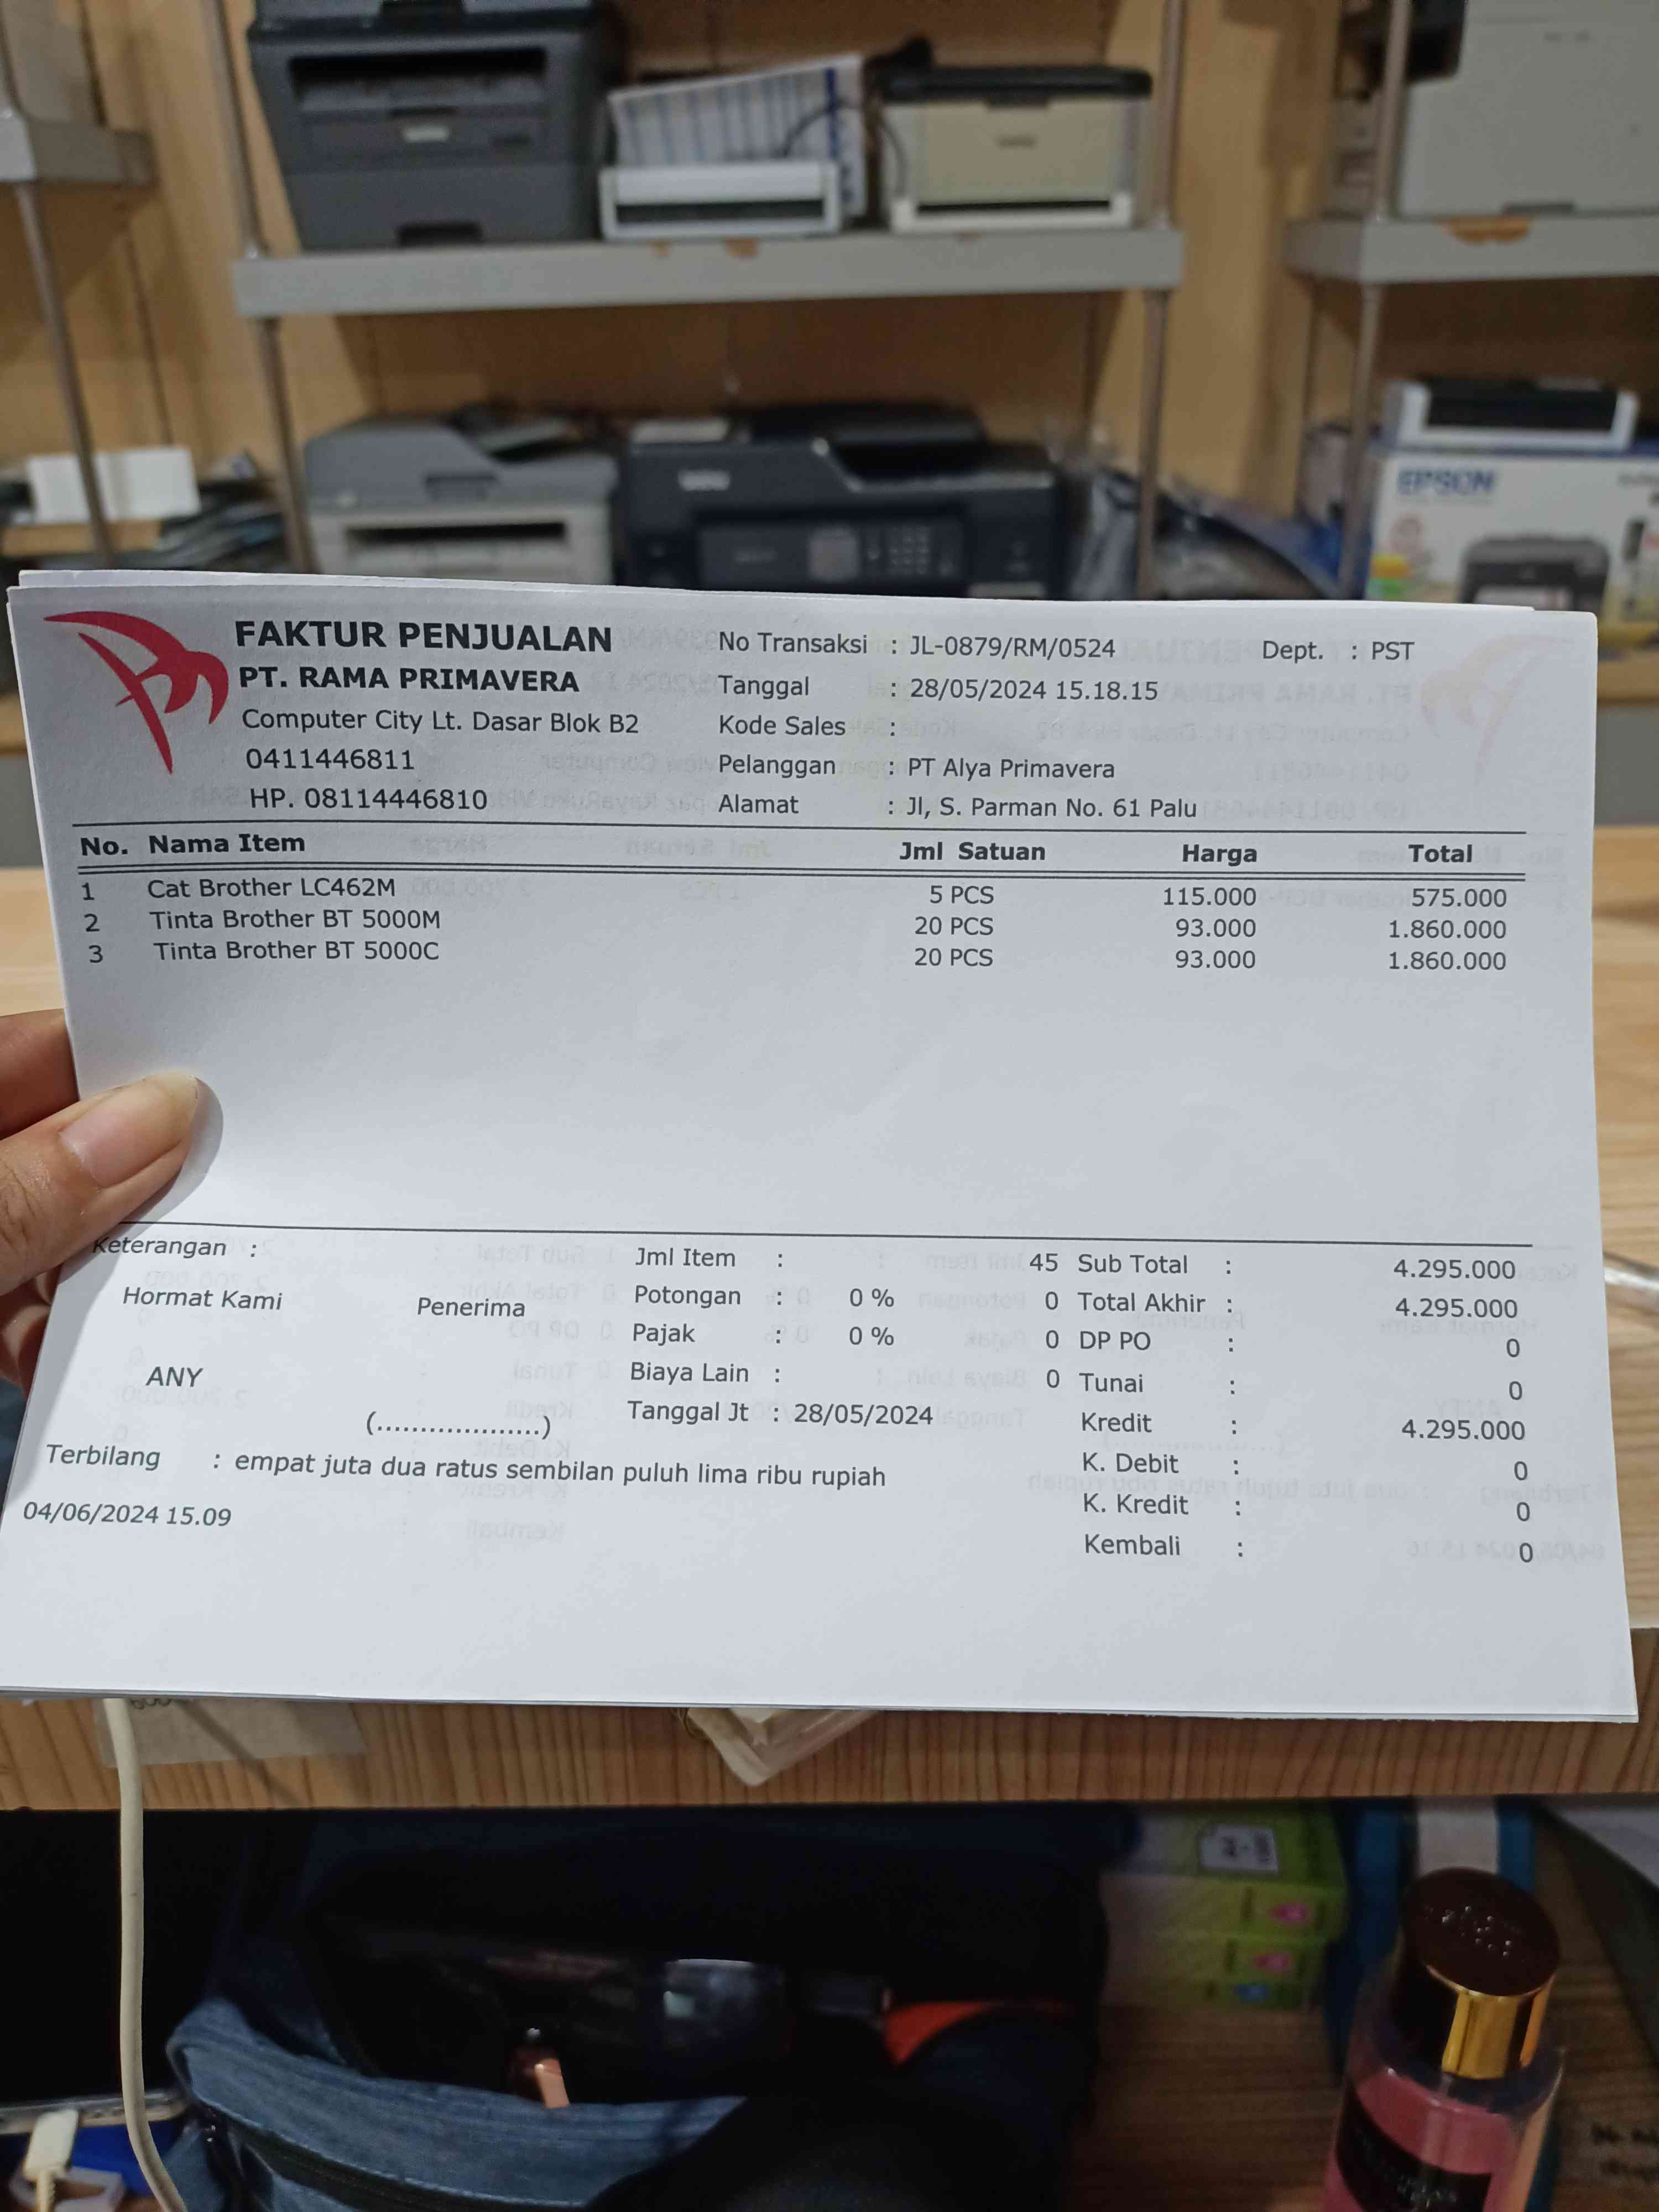 EPSON
FAKTUR PENJUALAN
PT. RAMA PRIMAVERA
Computer City Lt. Dasar Blok B2
0411446811
HP. 08114446810
No Transaksi : JL-0879/RM/0524 Dept. : PST
Tanggal : 28/05/2024 15.18.15
Kode Sales :
Pelanggan : PT Alya Primavera
Alamat : Jl, S. Parman No. 61 Palu
No. Nama Item Jml Satuan Harga Total
1 Cat Brother LC462M 5 PCS 115.000 575.000
2 Tinta Brother BT 5000M 20 PCS 93.000 1.860.000
3 Tinta Brother BT 5000C 20 PCS 93.000 1.860.000
Keterangan :
Hormat Kami Penerima
ANY
(...................)
Jml Item : 45
Potongan : 0 % 0
Pajak : 0 % 0
Biaya Lain : 0
Tanggal Jt : 28/05/2024
Sub Total : 4.295.000
Total Akhir : 4.295.000
DP PO : 0
Tunai : 0
Kredit : 4.295.000
K. Debit : 0
K. Kredit : 0
Kembali : 0
Terbilang : empat juta dua ratus sembilan puluh lima ribu rupiah
04/06/2024 15.09